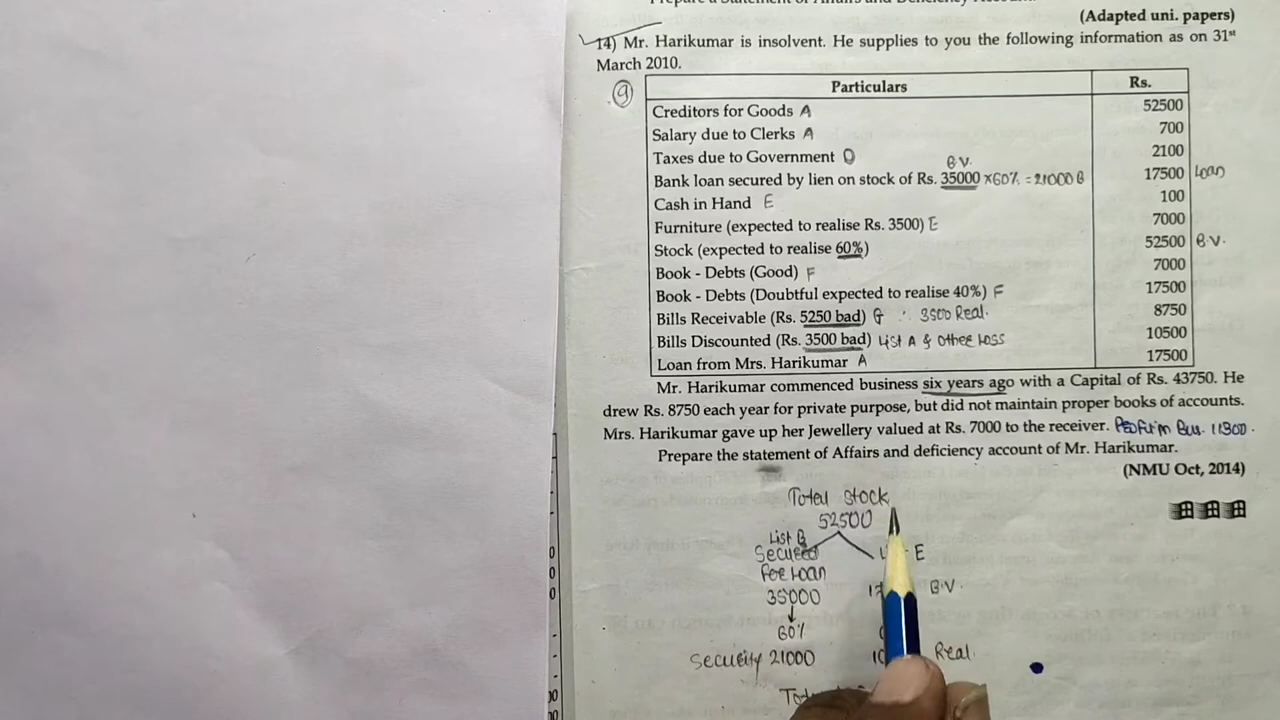 (Adapted uni. papers)
14) Mr. Harikumar is insolvent. He supplies to you the following information as on 31st
March 2010.
9
Particulars Rs.
Creditors for Goods A 52500
Salary due to Clerks A 700
Taxes due to Government D 2100
B.V.
Bank loan secured by lien on stock of Rs. 35000 ×60% =21000 B 17500 Loan
Cash in Hand E 100
Furniture (expected to realise Rs. 3500) E 7000
Stock (expected to realise 60%) 52500 B.V.
Book - Debts (Good) F 7000
Book - Debts (Doubtful expected to realise 40%) F 17500
Bills Receivable (Rs. 5250 bad) G ∴ 3500 Real. 8750
Bills Discounted (Rs. 3500 bad) List A & Other Loss 10500
Loan from Mrs. Harikumar A 17500
Mr. Harikumar commenced business six years ago with a Capital of Rs. 43750. He
drew Rs. 8750 each year for private purpose, but did not maintain proper books of accounts.
Mrs. Harikumar gave up her Jewellery valued at Rs. 7000 to the receiver. Profit in Bus. 11300.
Prepare the statement of Affairs and deficiency account of Mr. Harikumar.
(NMU Oct, 2014)
Total Stock
52500
List B
Secured E
For Loan
35000 B.V.
60%
Security 21000 Real.